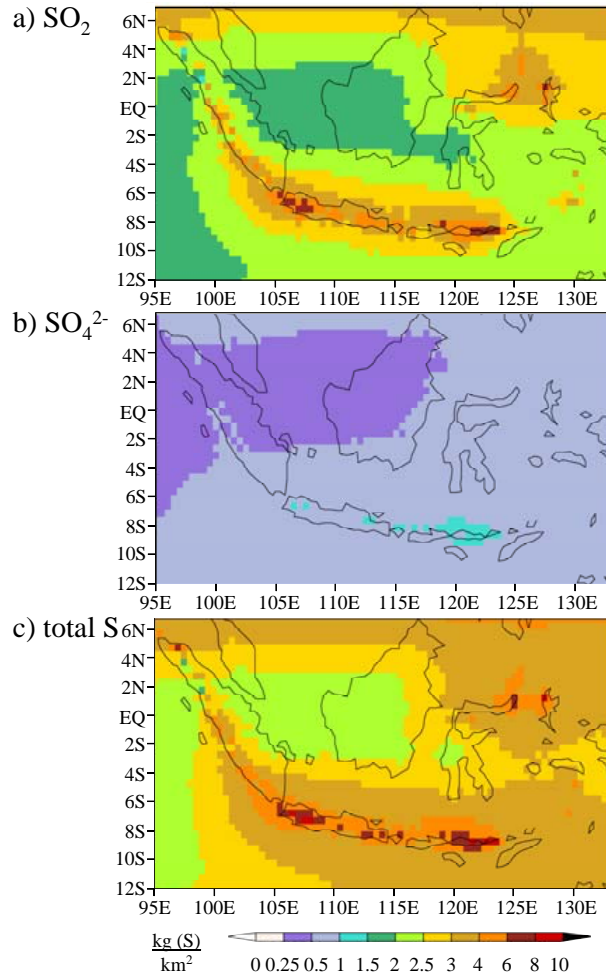 a) SO₂
6N
4N
2N
EQ
2S
4S
6S
8S
10S
12S
95E 100E 105E 110E 115E 120E 125E 130E
b) SO₄²⁻
6N
4N
2N
EQ
2S
4S
6S
8S
10S
12S
95E 100E 105E 110E 115E 120E 125E 130E
c) total S
6N
4N
2N
EQ
2S
4S
6S
8S
10S
12S
95E 100E 105E 110E 115E 120E 125E 130E
kg (S)
km²
0 0.25 0.5 1 1.5 2 2.5 3 4 6 8 10